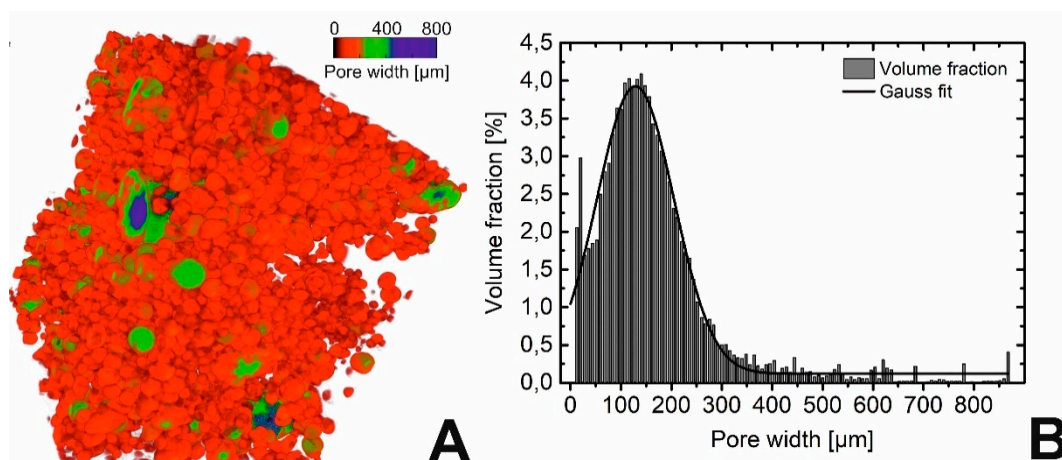 0 400 800
Pore width [µm]
A
4,5
4,0
3,5
3,0
2,5
2,0
1,5
1,0
0,5
0,0
Volume fraction [%]
Volume fraction
Gauss fit
0 100 200 300 400 500 600 700 800
Pore width [µm]
B